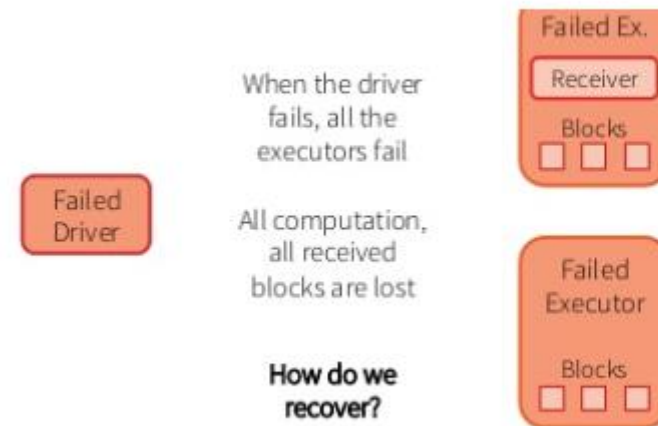 Failed Ex.
Receiver
Blocks
When the driver
fails, all the
executors fail
Failed
Driver
All computation,
all received
blocks are lost
Failed
Executor
Blocks
How do we
recover?